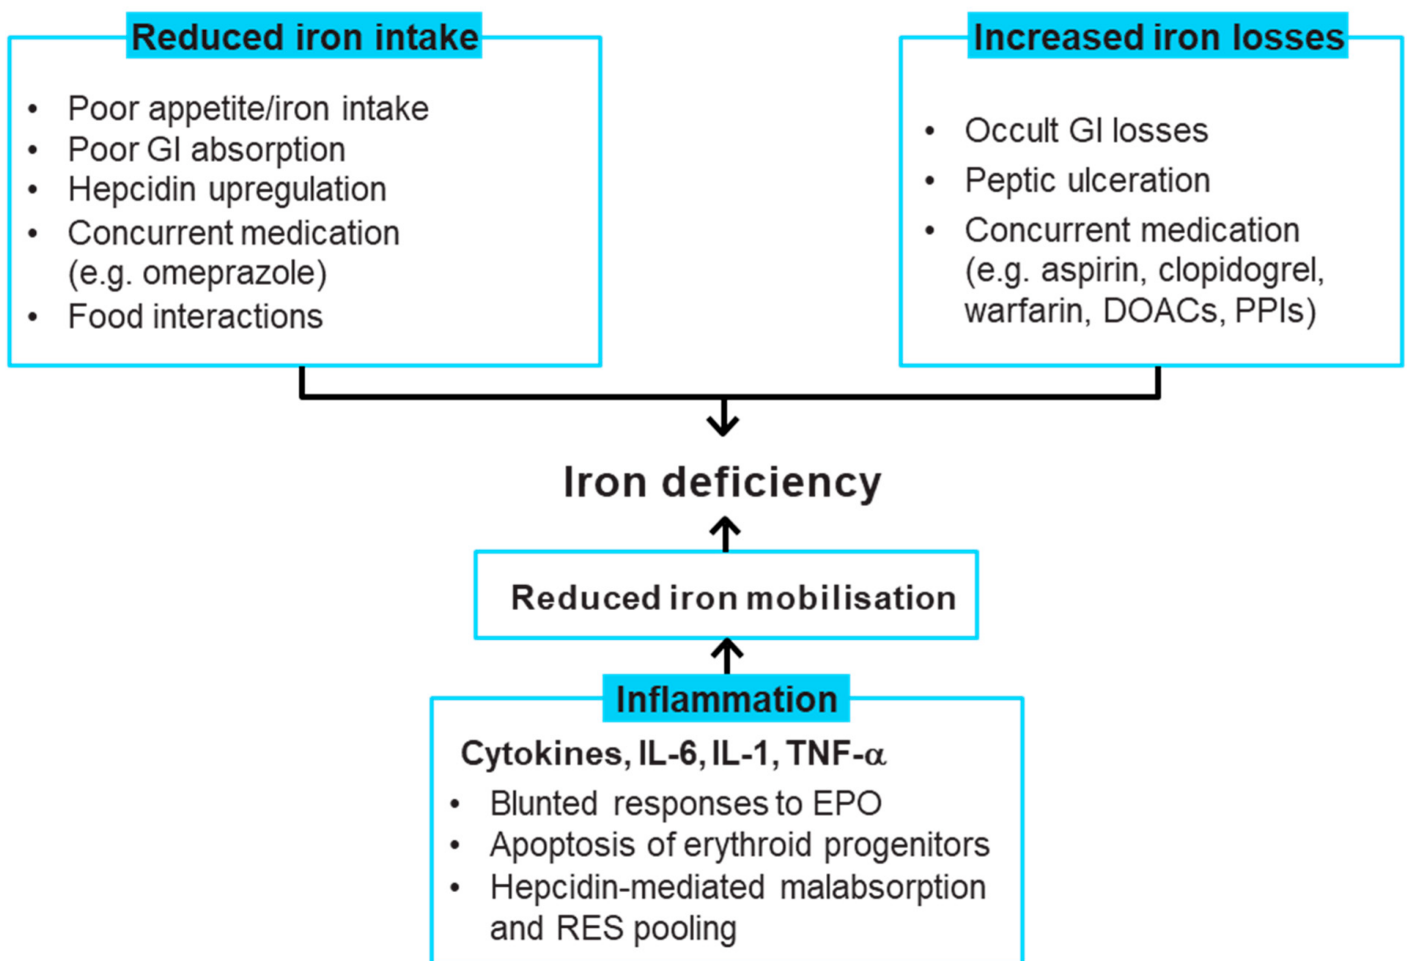 Reduced iron intake
• Poor appetite/iron intake
• Poor GI absorption
• Hepcidin upregulation
• Concurrent medication
(e.g. omeprazole)
• Food interactions
Increased iron losses
• Occult GI losses
• Peptic ulceration
• Concurrent medication
(e.g. aspirin, clopidogrel,
warfarin, DOACs, PPIs)
Iron deficiency
Reduced iron mobilisation
Inflammation
Cytokines, IL-6, IL-1, TNF-α
• Blunted responses to EPO
• Apoptosis of erythroid progenitors
• Hepcidin-mediated malabsorption
and RES pooling